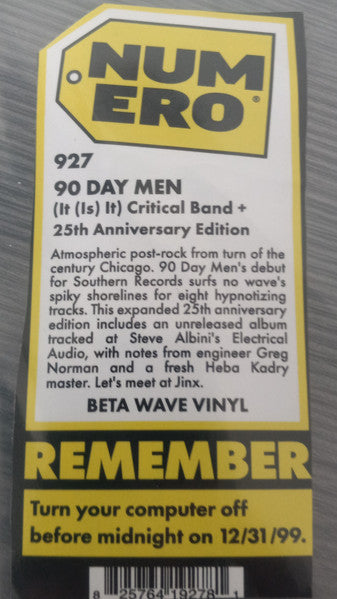 NUM
ERO®
927
90 DAY MEN
(It (Is) It) Critical Band +
25th Anniversary Edition
Atmospheric post-rock from turn of the
century Chicago. 90 Day Men's debut
for Southern Records surfs no wave's
spiky shorelines for eight hypnotizing
tracks. This expanded 25th anniversary
edition includes an unreleased album
tracked at Steve Albini's Electrical
Audio, with notes from engineer Greg
Norman and a fresh Heba Kadry
master. Let's meet at Jinx.
BETA WAVE VINYL
REMEMBER
Turn your computer off
before midnight on 12/31/99.
8 25764 19278 1